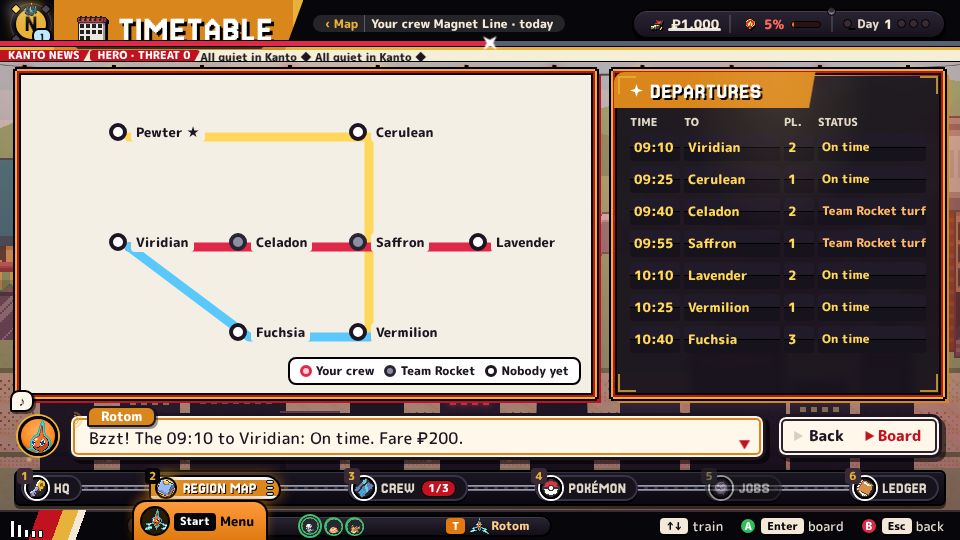 TIMETABLE
‹ Map Your crew Magnet Line · today
₽1,000
5%
Day 1
KANTO NEWS HERO · THREAT 0 All quiet in Kanto ◆ All quiet in Kanto ◆
Pewter ★
Cerulean
Viridian
Celadon
Saffron
Lavender
Fuchsia
Vermilion
Your crew Team Rocket Nobody yet
DEPARTURES
TIME TO PL. STATUS
09:10 Viridian 2 On time
09:25 Cerulean 1 On time
09:40 Celadon 2 Team Rocket turf
09:55 Saffron 1 Team Rocket turf
10:10 Lavender 2 On time
10:25 Vermilion 1 On time
10:40 Fuchsia 3 On time
♪
Rotom
Bzzt! The 09:10 to Viridian: On time. Fare ₽200.
Back Board
1 HQ
2 REGION MAP
3 CREW 1/3
4 POKÉMON
5 JOBS
6 LEDGER
Start Menu
T Rotom
↑↓ train
A Enter board
B Esc back